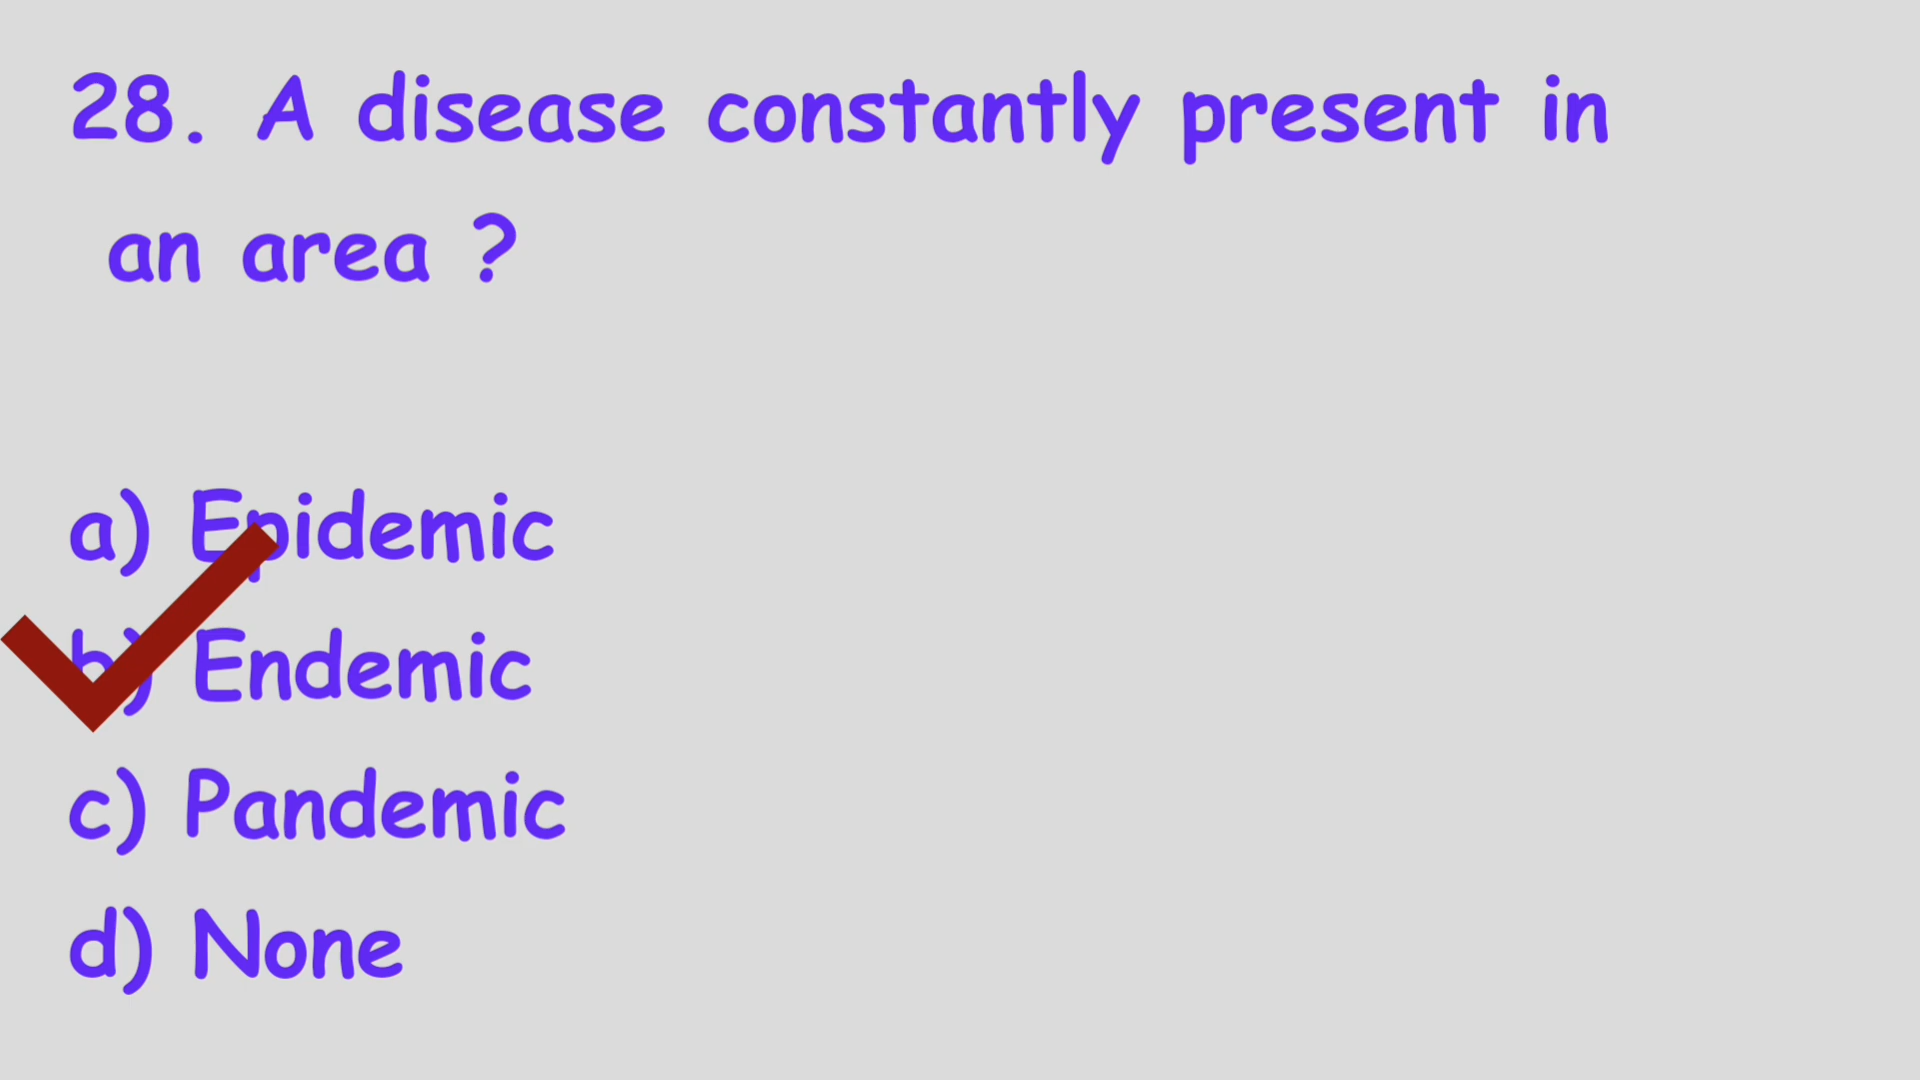 28. A disease constantly present in
an area ?
a) Epidemic
b) Endemic
c) Pandemic
d) None